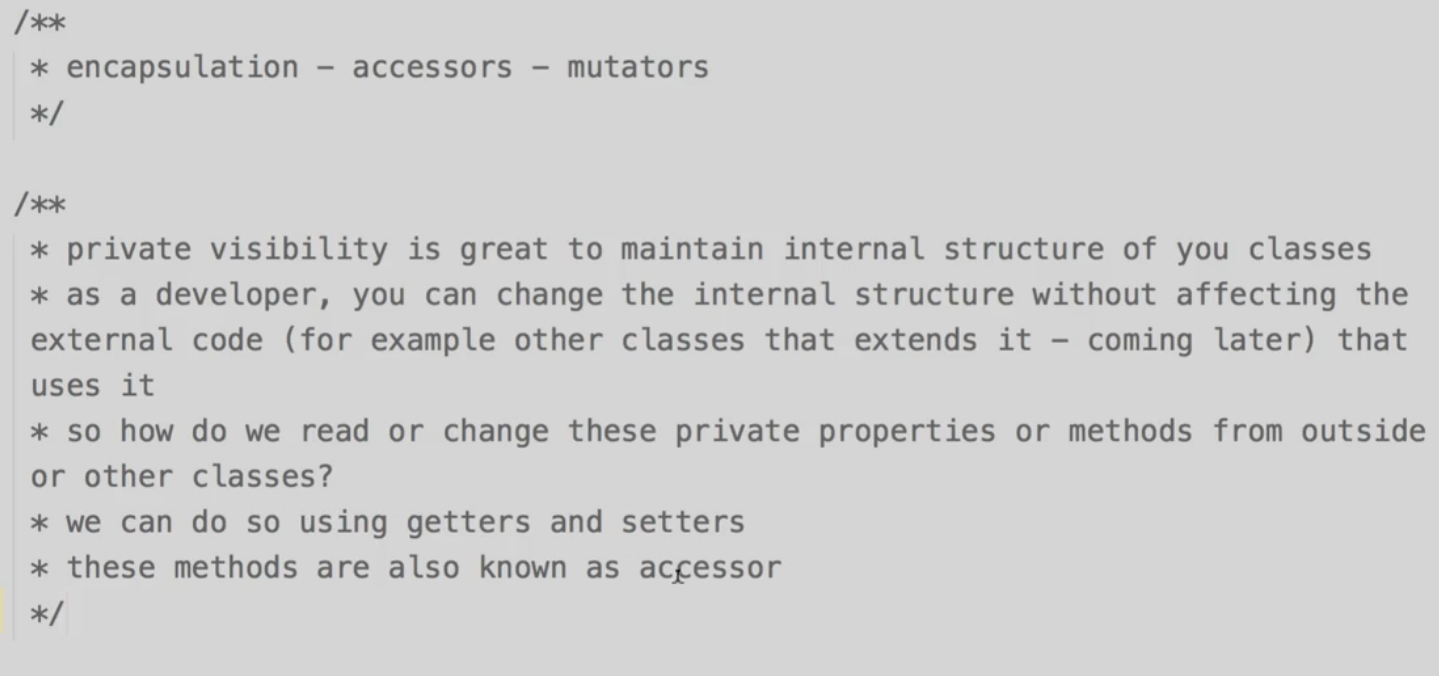 /**
* encapsulation – accessors – mutators
*/
/**
* private visibility is great to maintain internal structure of you classes
* as a developer, you can change the internal structure without affecting the
external code (for example other classes that extends it – coming later) that
uses it
* so how do we read or change these private properties or methods from outside
or other classes?
* we can do so using getters and setters
* these methods are also known as accessor
*/